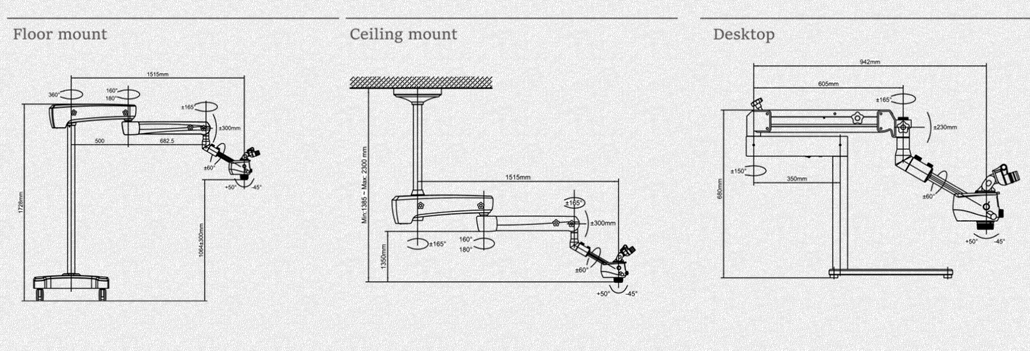 Floor mount
1515mm
360°
160°
180°
±165°
±300mm
500
682.5
±60°
+50°
-45°
1728mm
1064±300mm
Ceiling mount
Min:1385 ~ Max. 2300 mm
1515mm
±165°
±300mm
±165°
160°
180°
1350mm
±60°
+50°
-45°
Desktop
942mm
605mm
±165°
±230mm
±150°
350mm
680mm
±60°
+50°
-45°